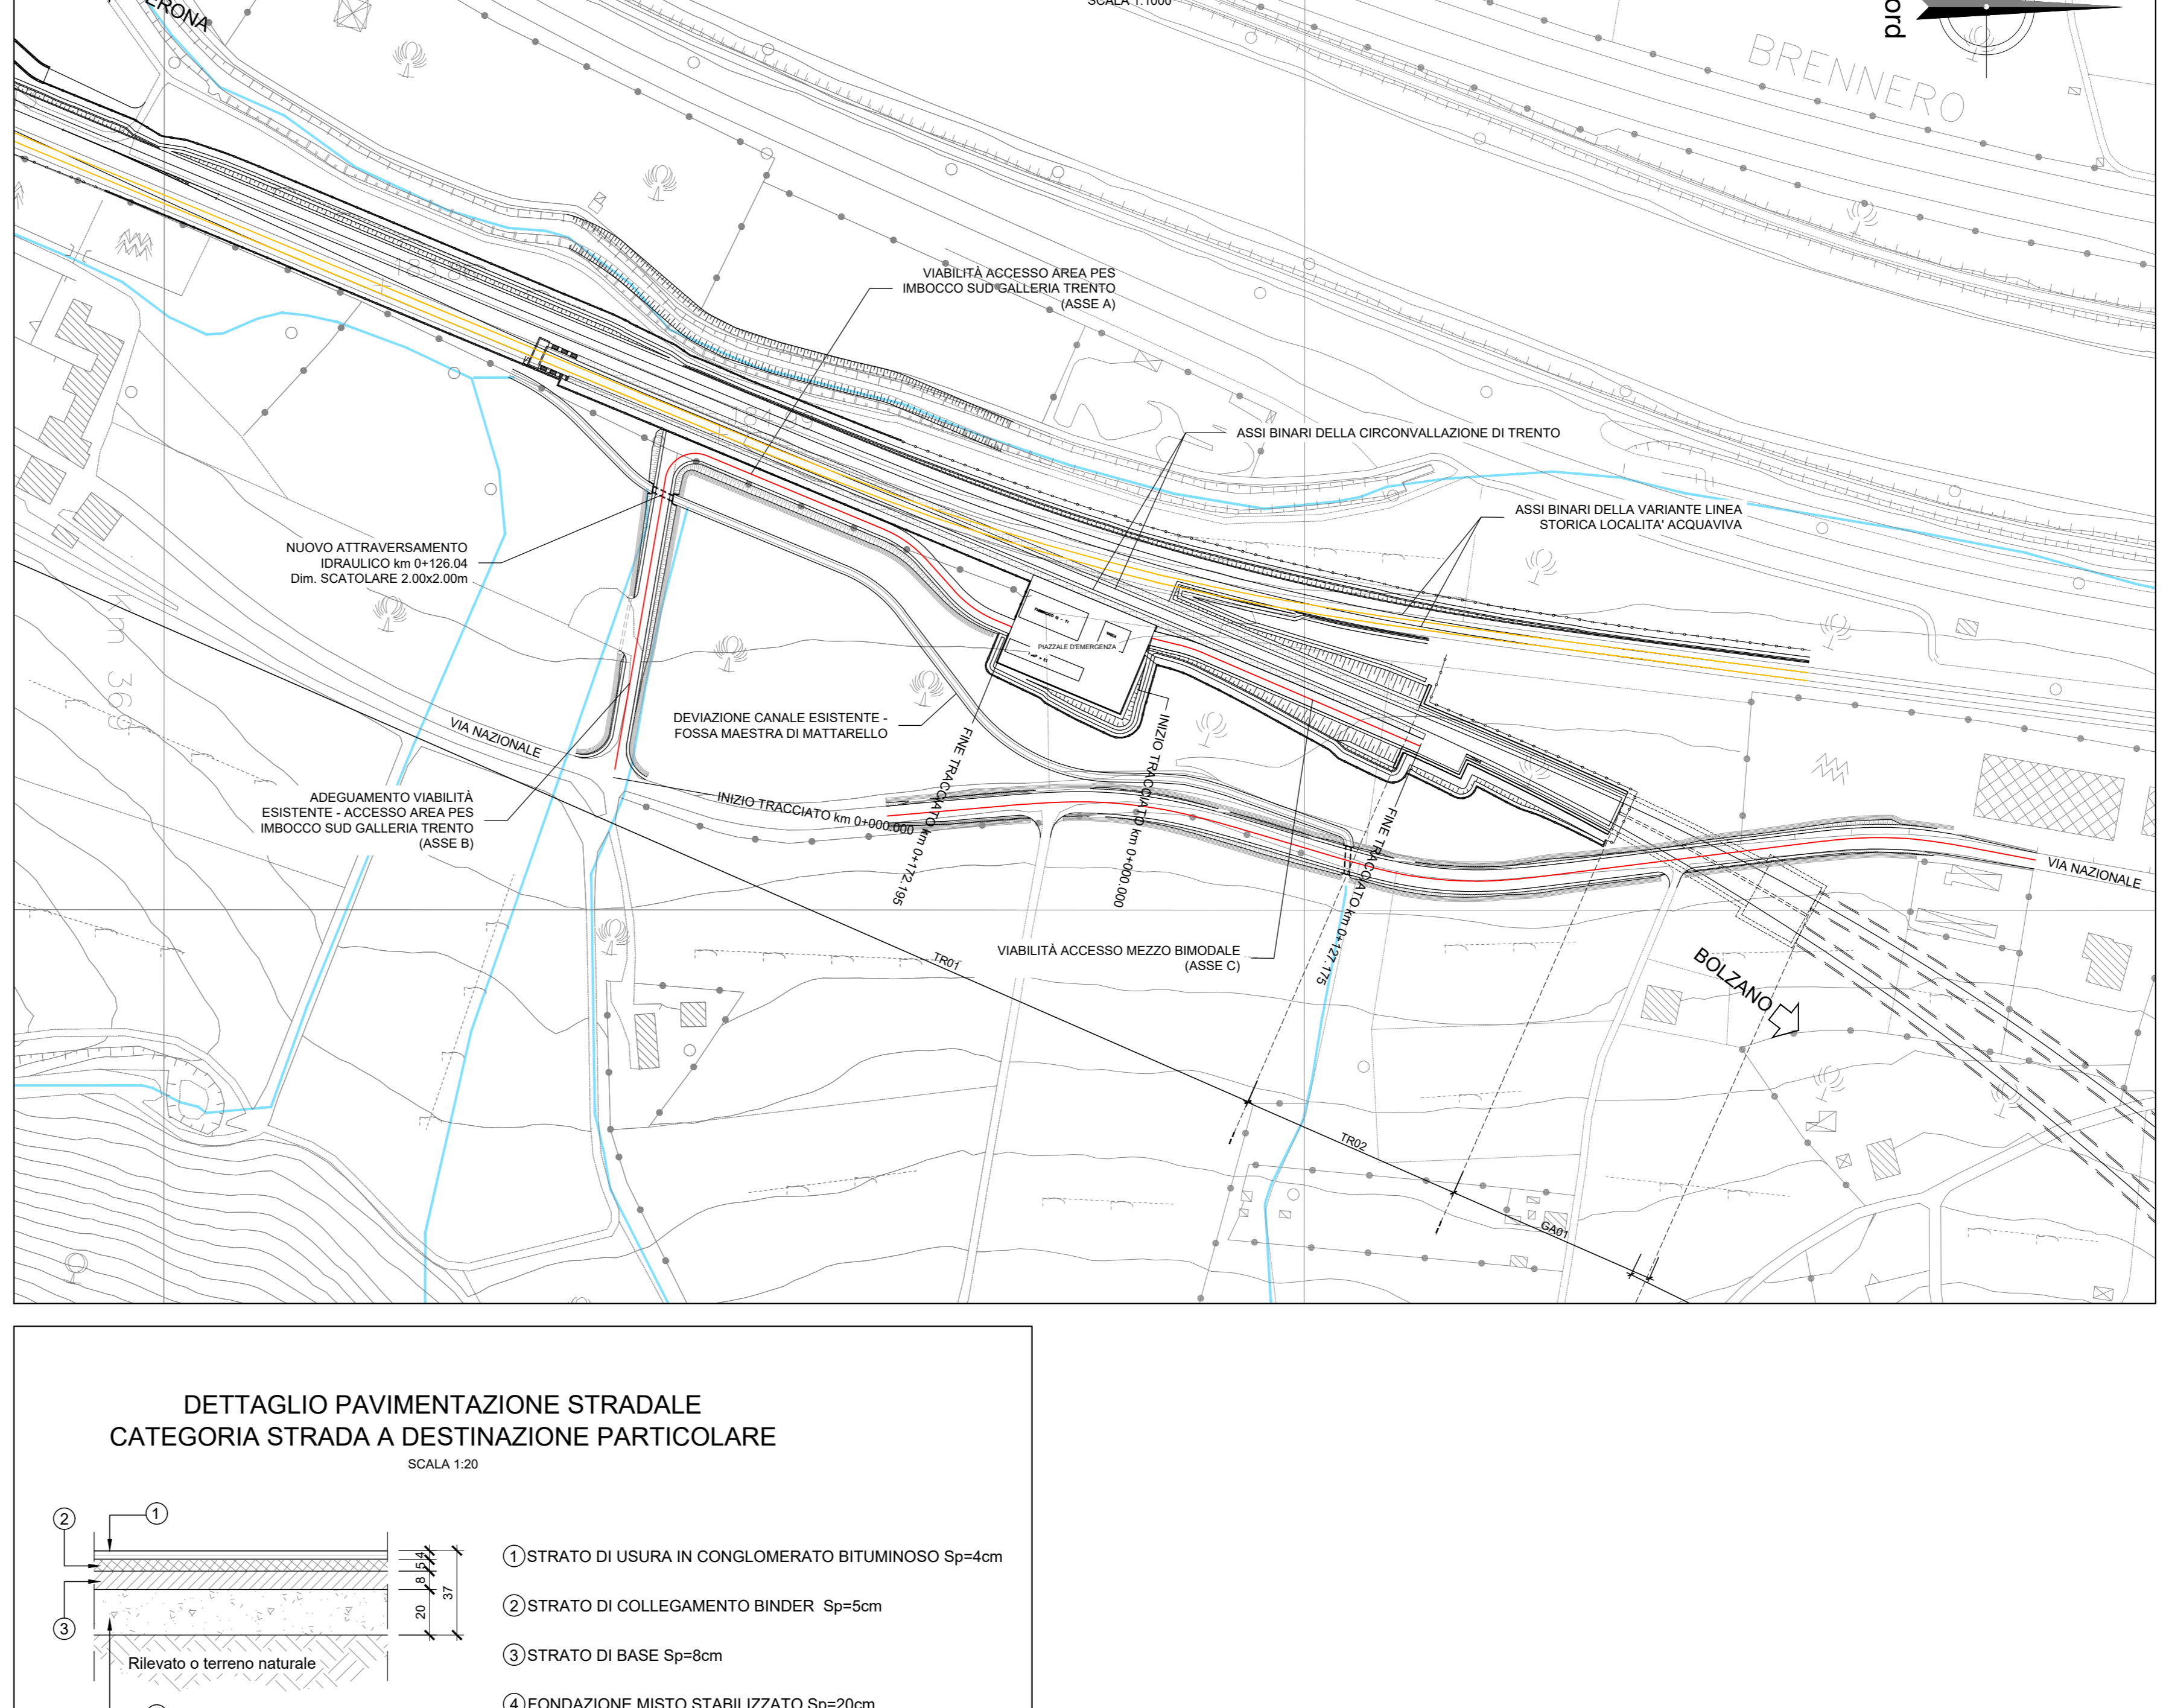 SCALA 1:1000
ord
BRENNERO
VIABILITÀ ACCESSO AREA PES
IMBOCCO SUD GALLERIA TRENTO
(ASSE A)
ASSI BINARI DELLA CIRCONVALLAZIONE DI TRENTO
ASSI BINARI DELLA VARIANTE LINEA
STORICA LOCALITA' ACQUAVIVA
NUOVO ATTRAVERSAMENTO
IDRAULICO km 0+126.04
Dim. SCATOLARE 2.00x2.00m
PIAZZALE D'EMERGENZA
DEVIAZIONE CANALE ESISTENTE -
FOSSA MAESTRA DI MATTARELLO
VIA NAZIONALE
ADEGUAMENTO VIABILITÀ
ESISTENTE - ACCESSO AREA PES
IMBOCCO SUD GALLERIA TRENTO
(ASSE B)
INIZIO TRACCIATO km 0+000.000
FINE TRACCIATO km 0+172.195
INIZIO TRACCIATO km 0+000.000
FINE TRACCIATO km 0+127.175
VIA NAZIONALE
VIABILITÀ ACCESSO MEZZO BIMODALE
(ASSE C)
BOLZANO
TR01
TR02
GA01
DETTAGLIO PAVIMENTAZIONE STRADALE
CATEGORIA STRADA A DESTINAZIONE PARTICOLARE
SCALA 1:20
2
1
3
4
5
8
20
37
Rilevato o terreno naturale
1 STRATO DI USURA IN CONGLOMERATO BITUMINOSO Sp=4cm
2 STRATO DI COLLEGAMENTO BINDER Sp=5cm
3 STRATO DI BASE Sp=8cm
4 FONDAZIONE MISTO STABILIZZATO Sp=20cm